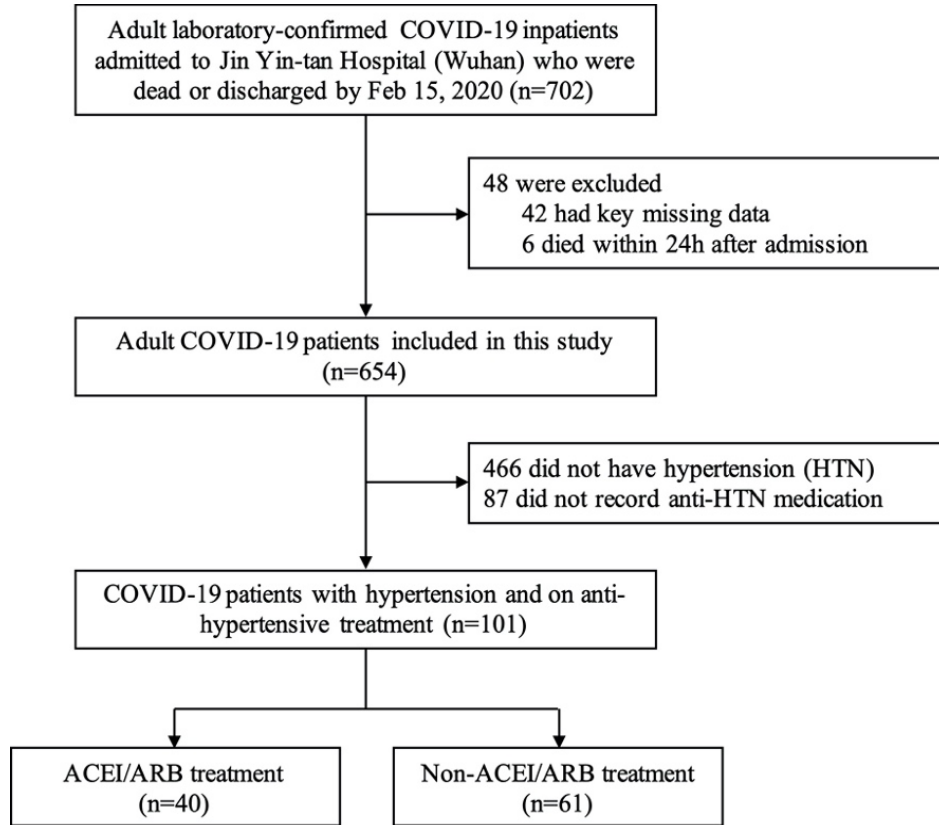 Adult laboratory-confirmed COVID-19 inpatients
admitted to Jin Yin-tan Hospital (Wuhan) who were
dead or discharged by Feb 15, 2020 (n=702)
48 were excluded
42 had key missing data
6 died within 24h after admission
Adult COVID-19 patients included in this study
(n=654)
466 did not have hypertension (HTN)
87 did not record anti-HTN medication
COVID-19 patients with hypertension and on anti-
hypertensive treatment (n=101)
ACEI/ARB treatment
(n=40)
Non-ACEI/ARB treatment
(n=61)